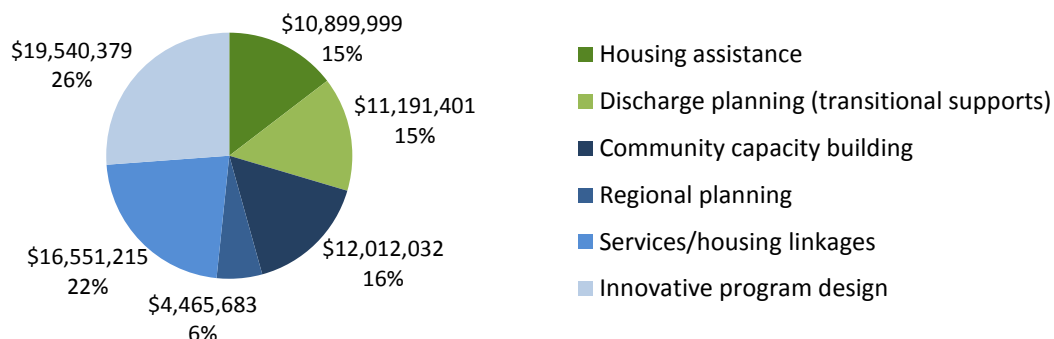 $10,899,999
15%
$11,191,401
15%
$12,012,032
16%
$4,465,683
6%
$16,551,215
22%
$19,540,379
26%
Housing assistance
Discharge planning (transitional supports)
Community capacity building
Regional planning
Services/housing linkages
Innovative program design